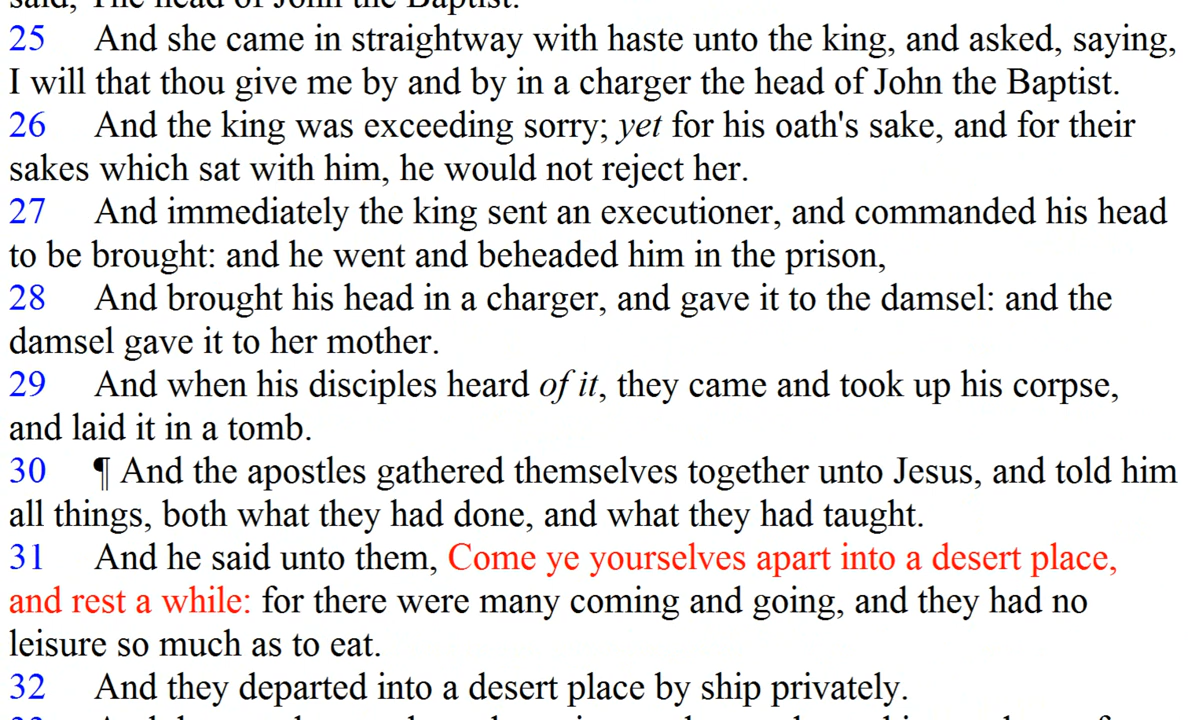 said, The head of John the Baptist.
25 And she came in straightway with haste unto the king, and asked, saying,
I will that thou give me by and by in a charger the head of John the Baptist.
26 And the king was exceeding sorry; yet for his oath's sake, and for their
sakes which sat with him, he would not reject her.
27 And immediately the king sent an executioner, and commanded his head
to be brought: and he went and beheaded him in the prison,
28 And brought his head in a charger, and gave it to the damsel: and the
damsel gave it to her mother.
29 And when his disciples heard of it, they came and took up his corpse,
and laid it in a tomb.
30 ¶ And the apostles gathered themselves together unto Jesus, and told him
all things, both what they had done, and what they had taught.
31 And he said unto them, Come ye yourselves apart into a desert place,
and rest a while: for there were many coming and going, and they had no
leisure so much as to eat.
32 And they departed into a desert place by ship privately.